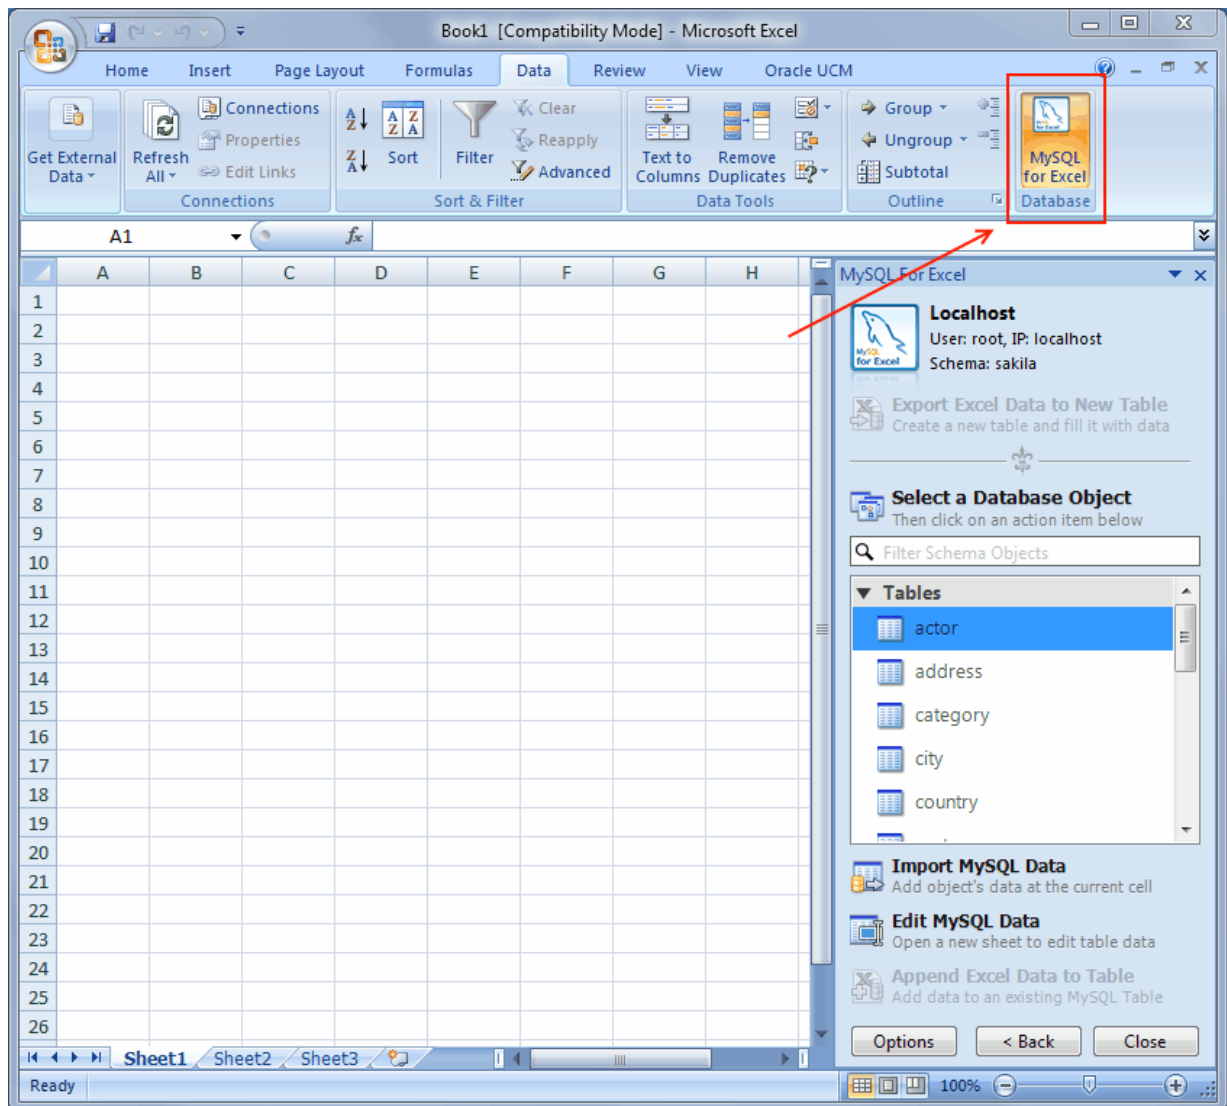 Book1 [Compatibility Mode] - Microsoft Excel
Home Insert Page Layout Formulas Data Review View Oracle UCM
Get External Data
Refresh All
Connections
Properties
Edit Links
Connections
Sort
Filter
Clear
Reapply
Advanced
Sort & Filter
Text to Columns
Remove Duplicates
Data Tools
Group
Ungroup
Subtotal
Outline
MySQL for Excel
Database
A1
fx
A B C D E F G H
1
2
3
4
5
6
7
8
9
10
11
12
13
14
15
16
17
18
19
20
21
22
23
24
25
26
MySQL For Excel
MySQL for Excel
Localhost
User: root, IP: localhost
Schema: sakila
Export Excel Data to New Table
Create a new table and fill it with data
Select a Database Object
Then click on an action item below
Filter Schema Objects
Tables
actor
address
category
city
country
Import MySQL Data
Add object's data at the current cell
Edit MySQL Data
Open a new sheet to edit table data
Append Excel Data to Table
Add data to an existing MySQL Table
Options < Back Close
Sheet1 Sheet2 Sheet3
Ready 100%